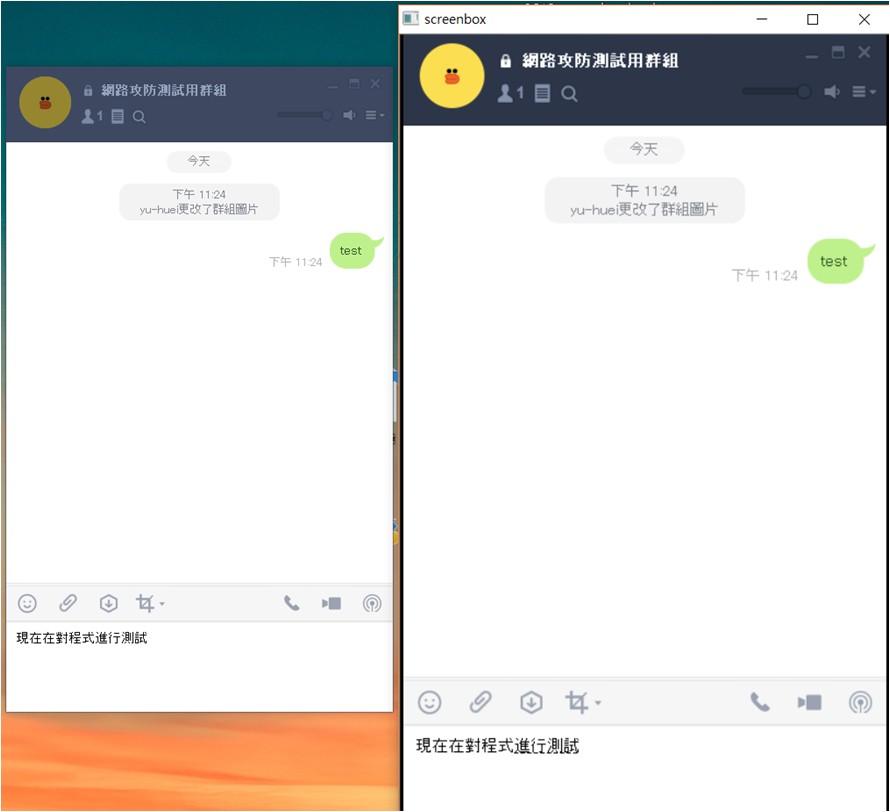 網路攻防測試用群組
1
今天
下午 11:24
yu-huei更改了群組圖片
test
下午 11:24
現在在對程式進行測試
screenbox
網路攻防測試用群組
1
今天
下午 11:24
yu-huei更改了群組圖片
test
下午 11:24
現在在對程式進行測試